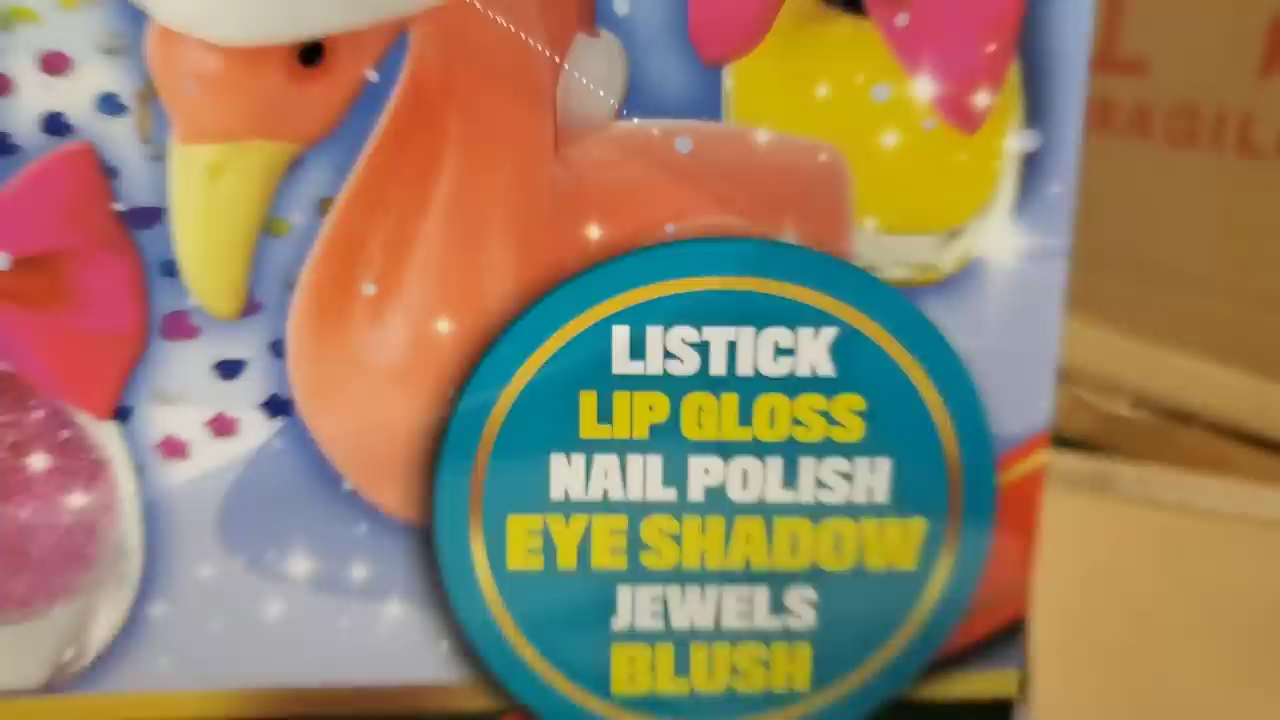 LISTICK
LIP GLOSS
NAIL POLISH
EYE SHADOW
JEWELS
BLUSH